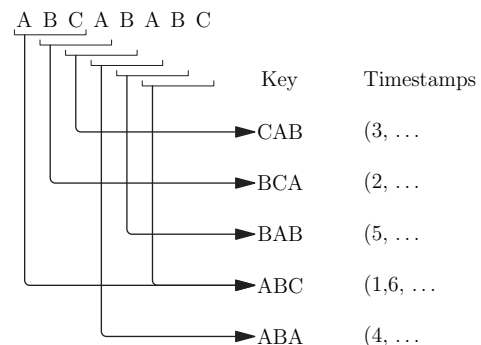 A B C A B A B C
Key Timestamps
CAB (3, …
BCA (2, …
BAB (5, …
ABC (1,6, …
ABA (4, …